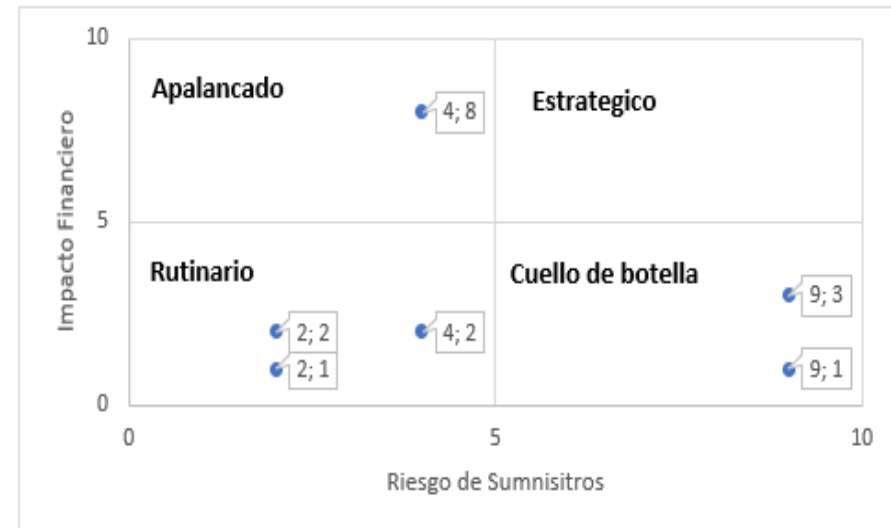 10
Apalancado
4; 8
Estrategico
Impacto Financiero
5
Rutinario
Cuello de botella
9; 3
2; 2
4; 2
2; 1
9; 1
0
0
5
10
Riesgo de Sumnisitros